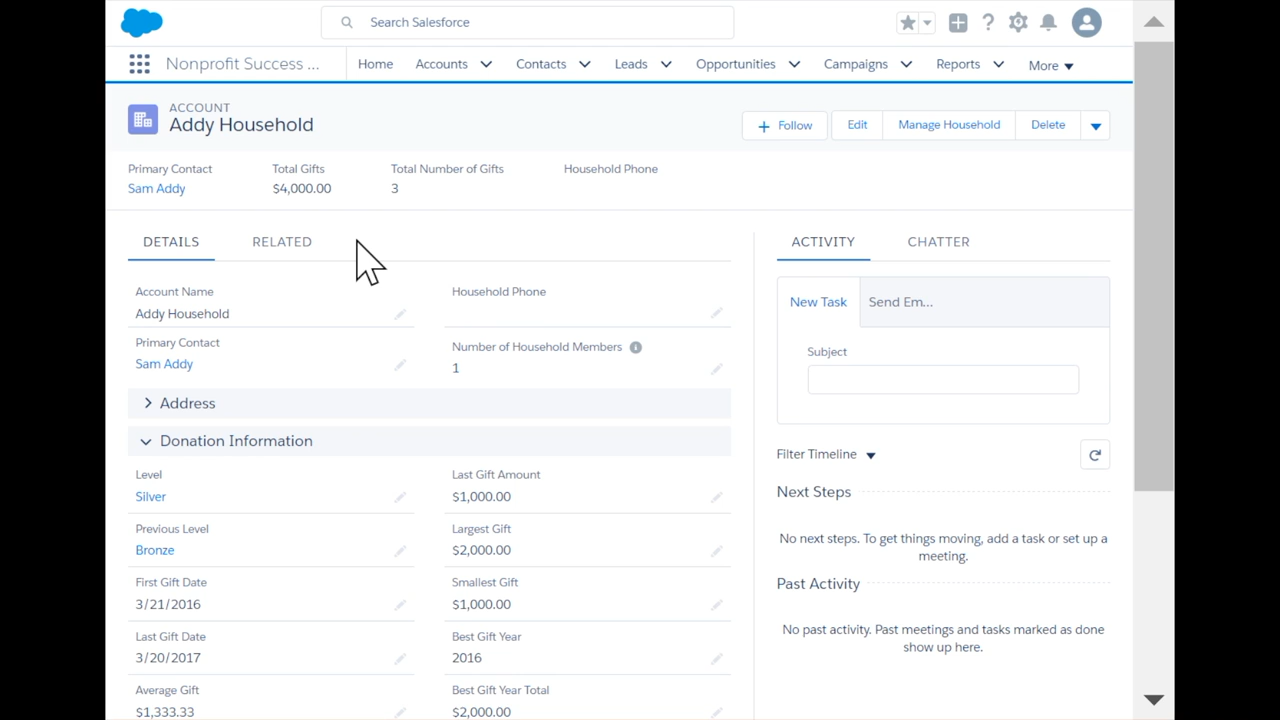 Search Salesforce
Nonprofit Success ...
Home
Accounts
Contacts
Leads
Opportunities
Campaigns
Reports
More
ACCOUNT
Addy Household
Follow
Edit
Manage Household
Delete
Primary Contact
Total Gifts
Total Number of Gifts
Household Phone
Sam Addy
$4,000.00
3
DETAILS
RELATED
Account Name
Household Phone
Addy Household
Primary Contact
Number of Household Members
Sam Addy
1
Address
Donation Information
Level
Last Gift Amount
Silver
$1,000.00
Previous Level
Largest Gift
Bronze
$2,000.00
First Gift Date
Smallest Gift
3/21/2016
$1,000.00
Last Gift Date
Best Gift Year
3/20/2017
2016
Average Gift
Best Gift Year Total
$1,333.33
$2,000.00
ACTIVITY
CHATTER
New Task
Send Em...
Subject
Filter Timeline
Next Steps
No next steps. To get things moving, add a task or set up a
meeting.
Past Activity
No past activity. Past meetings and tasks marked as done
show up here.